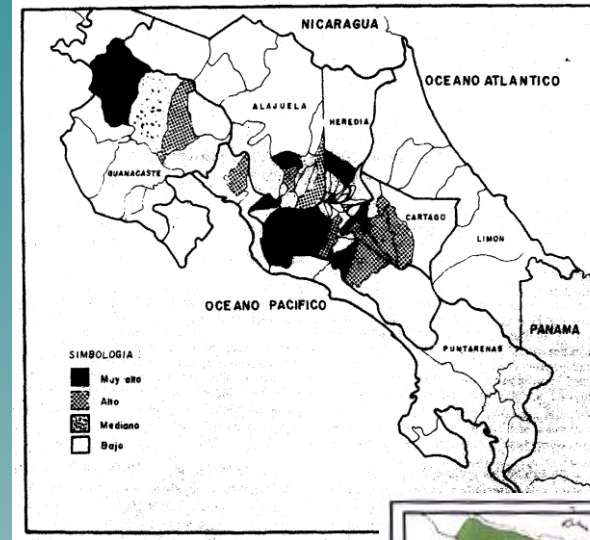 NICARAGUA
OCEANO ATLANTICO
ALAJUELA
HEREDIA
GUANACASTE
CARTAGO
LIMON
OCEANO PACIFICO
PANAMA
PUNTARENAS
SIMBOLOGIA :
Muy alto
Alto
Mediano
Bajo